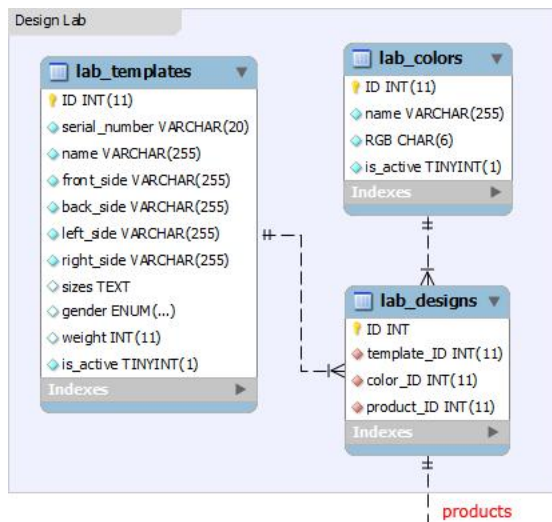 Design Lab
lab_templates
ID INT(11)
serial_number VARCHAR(20)
name VARCHAR(255)
front_side VARCHAR(255)
back_side VARCHAR(255)
left_side VARCHAR(255)
right_side VARCHAR(255)
sizes TEXT
gender ENUM(...)
weight INT(11)
is_active TINYINT(1)
Indexes
lab_colors
ID INT(11)
name VARCHAR(255)
RGB CHAR(6)
is_active TINYINT(1)
Indexes
lab_designs
ID INT
template_ID INT(11)
color_ID INT(11)
product_ID INT(11)
Indexes
products